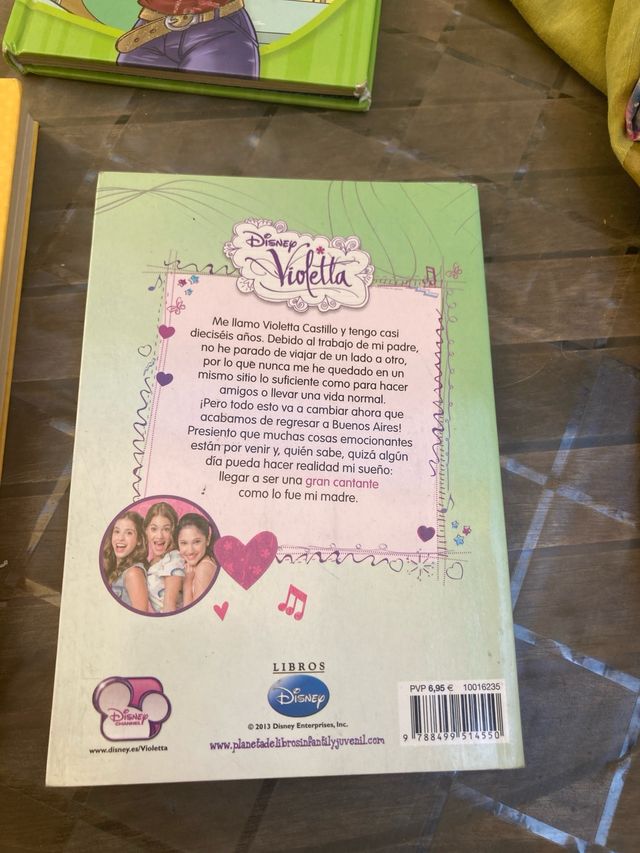 Disney
Violetta
Me llamo Violetta Castillo y tengo casi
dieciséis años. Debido al trabajo de mi padre,
no he parado de viajar de un lado a otro,
por lo que nunca me he quedado en un
mismo sitio lo suficiente como para hacer
amigos o llevar una vida normal.
¡Pero todo esto va a cambiar ahora que
acabamos de regresar a Buenos Aires!
Presiento que muchas cosas emocionantes
están por venir y, quién sabe, quizá algún
día pueda hacer realidad mi sueño:
llegar a ser una gran cantante
como lo fue mi madre.
Disney
CHANNEL
www.disney.es/Violetta
LIBROS
Disney
© 2013 Disney Enterprises, Inc.
www.planetadelibrosinfantilyjuvenil.com
PVP 6,95 € 10016235
9 788499 514550